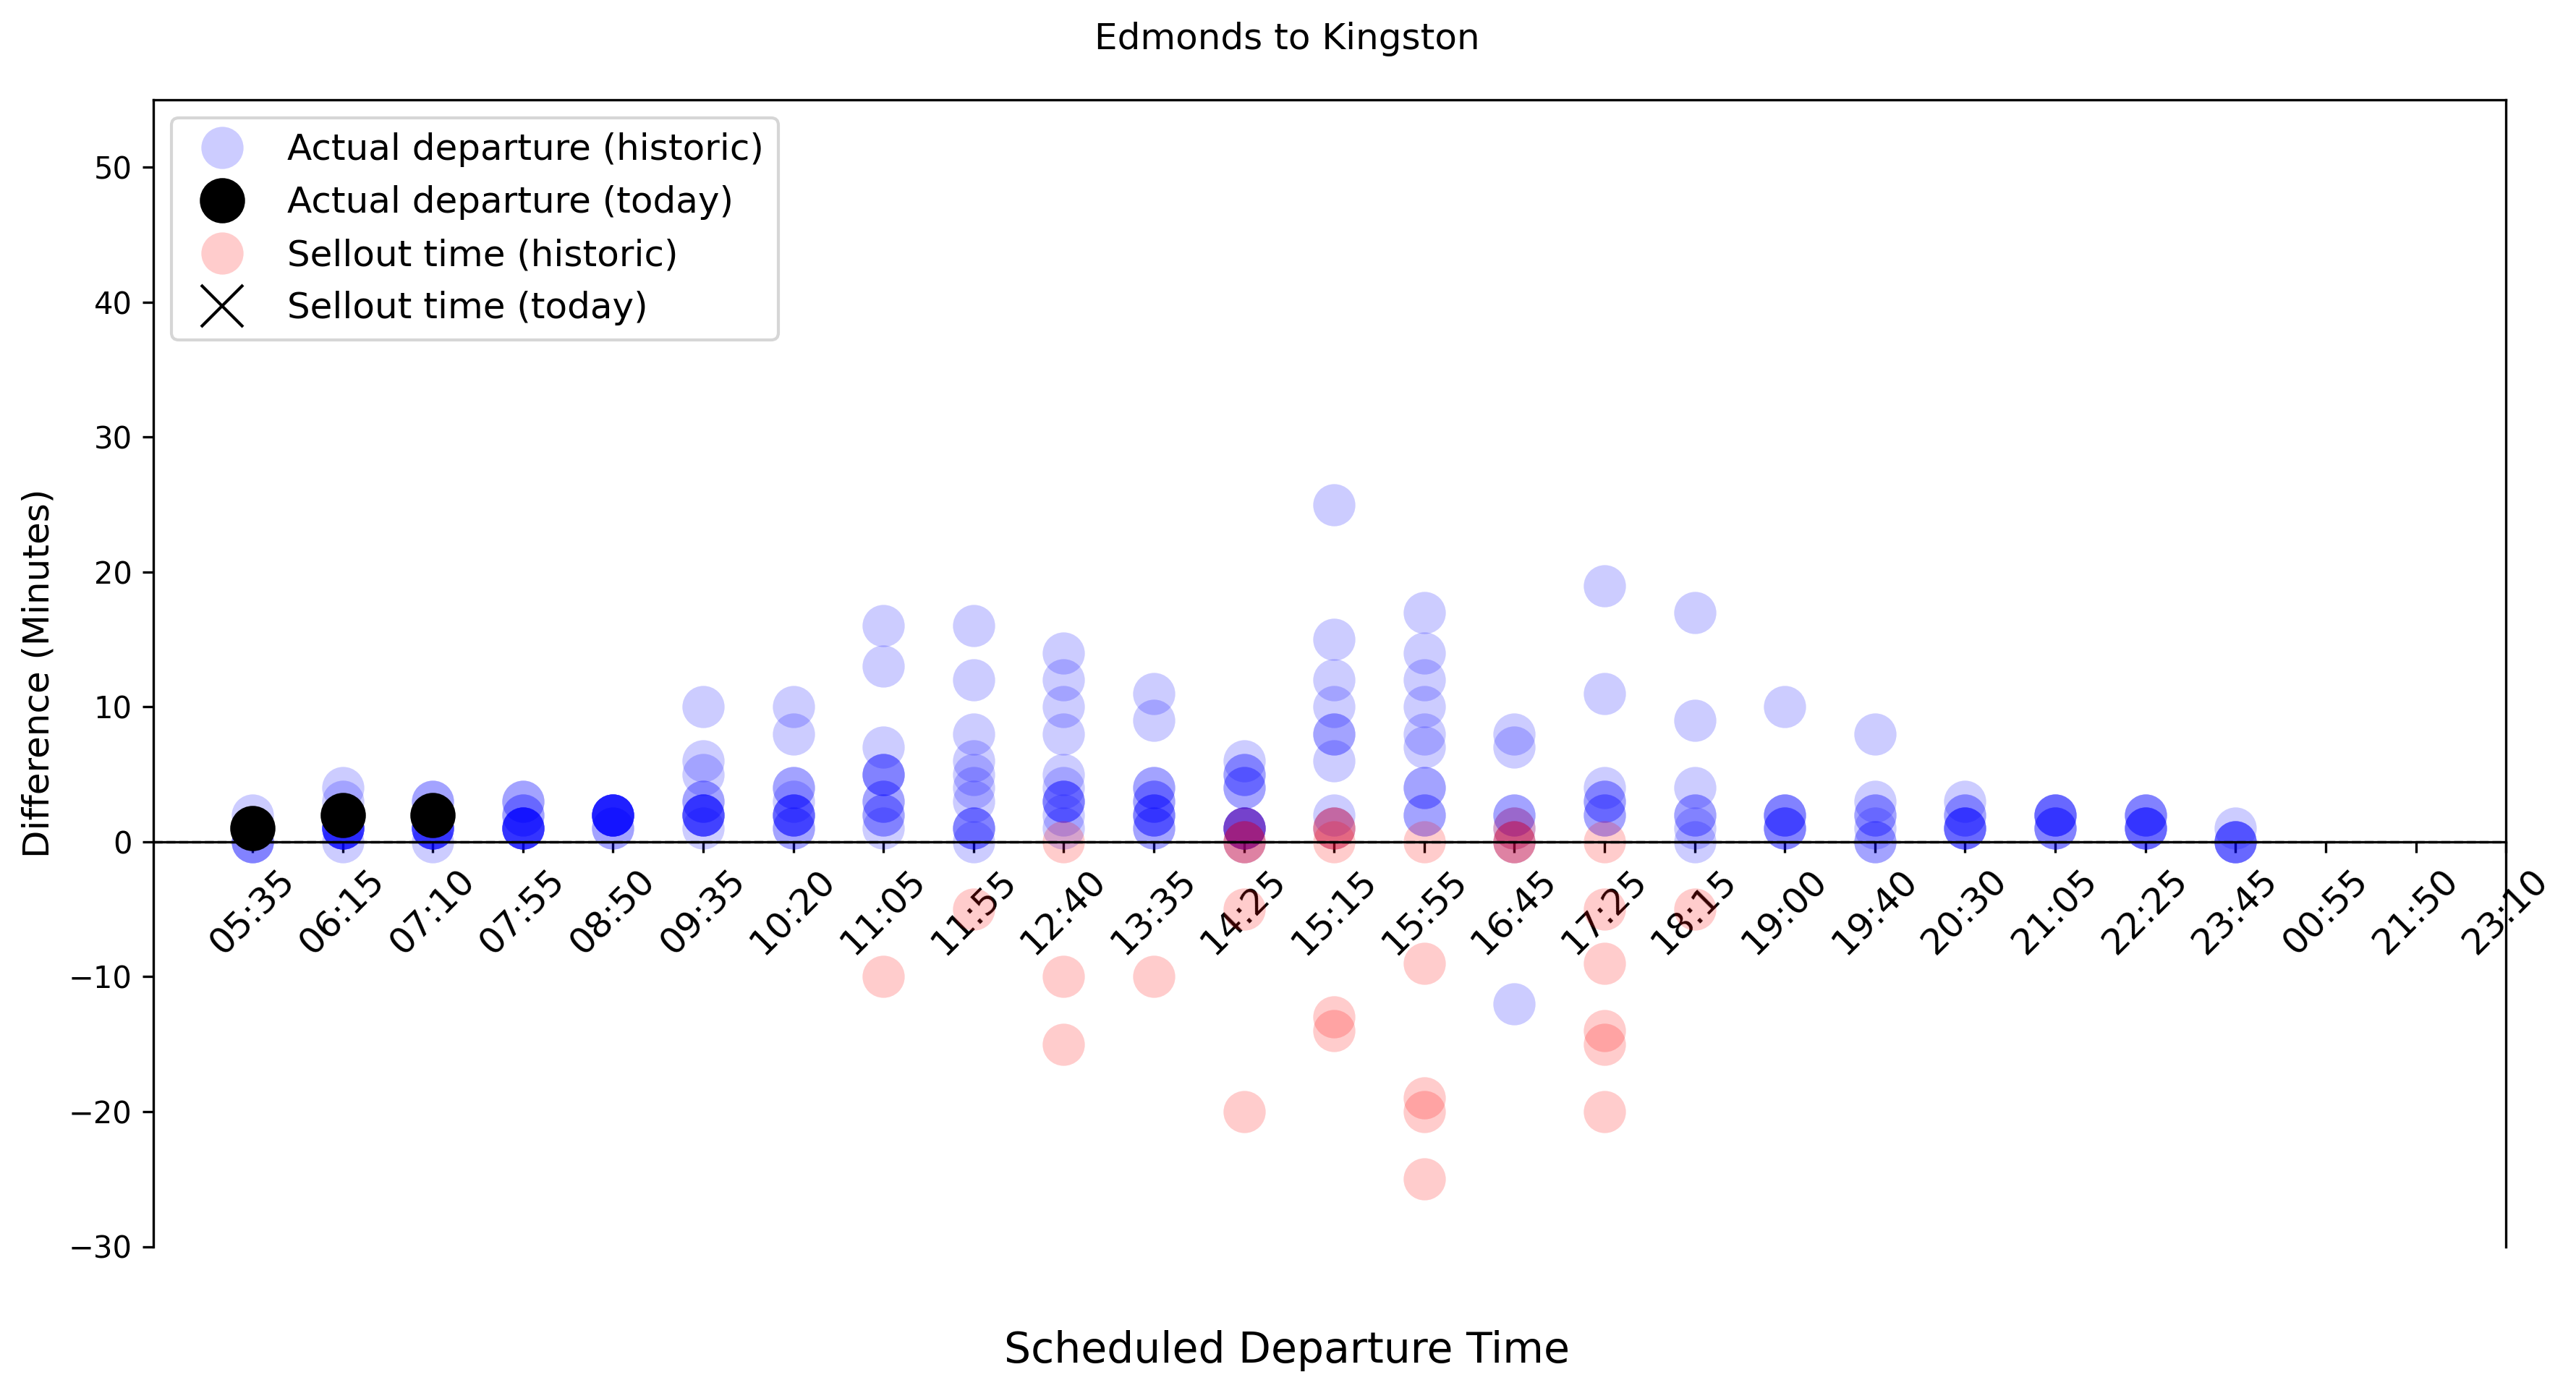 Edmonds to Kingston
Actual departure (historic)
Actual departure (today)
Sellout time (historic)
Sellout time (today)
Difference (Minutes)
50
40
30
20
10
0
−10
−20
−30
05:35 06:15 07:10 07:55 08:50 09:35 10:20 11:05 11:55 12:40 13:35 14:25 15:15 15:55 16:45 17:25 18:15 19:00 19:40 20:30 21:05 22:25 23:45 00:55 21:50 23:10
Scheduled Departure Time